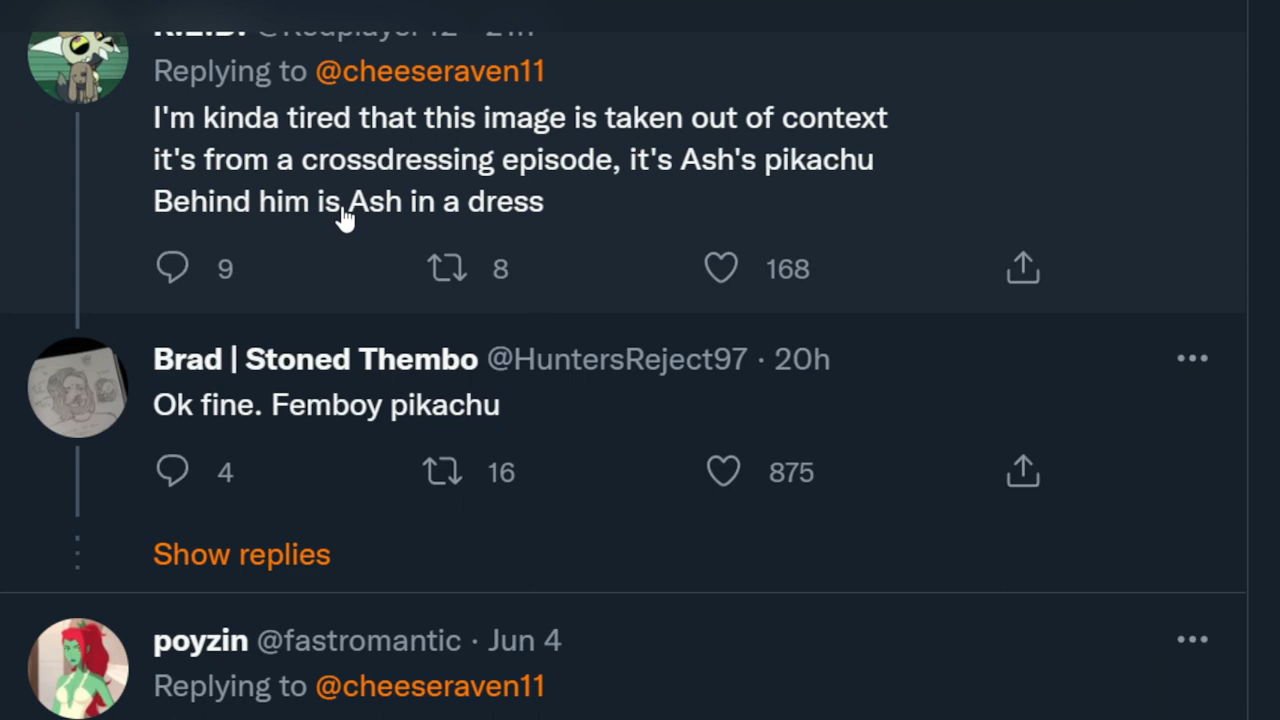 Replying to @cheeseraven11
I'm kinda tired that this image is taken out of context
it's from a crossdressing episode, it's Ash's pikachu
Behind him is Ash in a dress
9 8 168
Brad | Stoned Thembo @HuntersReject97 · 20h
Ok fine. Femboy pikachu
4 16 875
Show replies
poyzin @fastromantic · Jun 4
Replying to @cheeseraven11